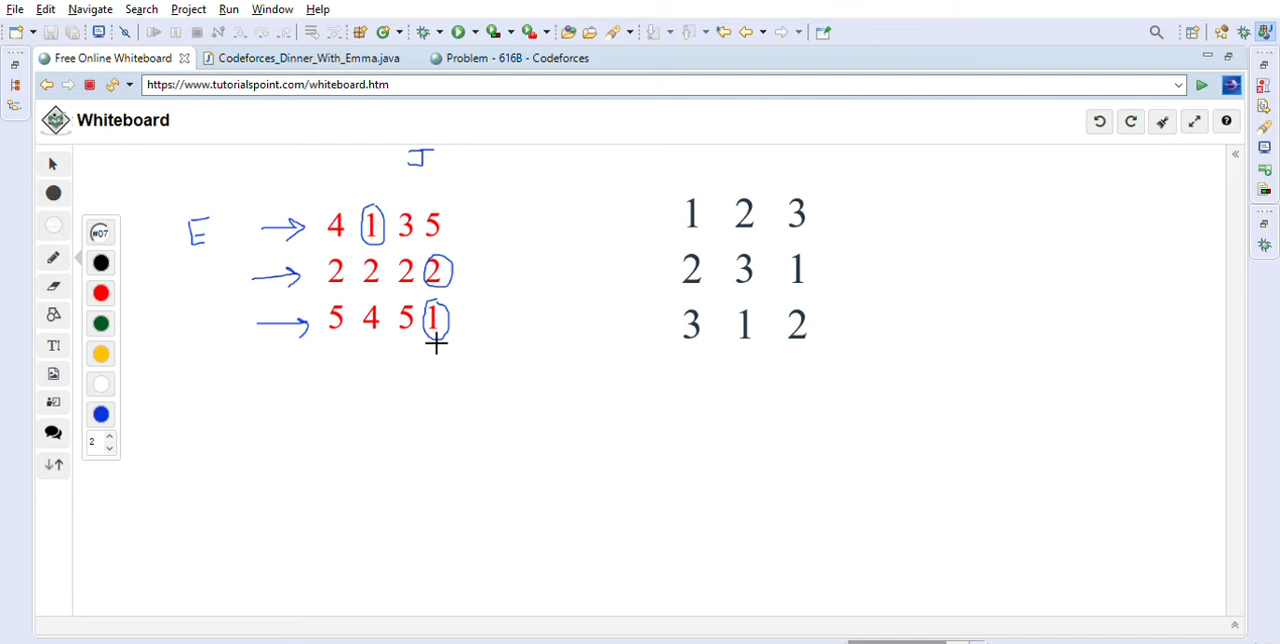 File Edit Navigate Search Project Run Window Help
Free Online Whiteboard Codeforces_Dinner_With_Emma.java Problem - 616B - Codeforces
https://www.tutorialspoint.com/whiteboard.htm
Whiteboard
J
E → 4 1 3 5
→ 2 2 2 2
→ 5 4 5 1
1 2 3
2 3 1
3 1 2
#07
T!
2